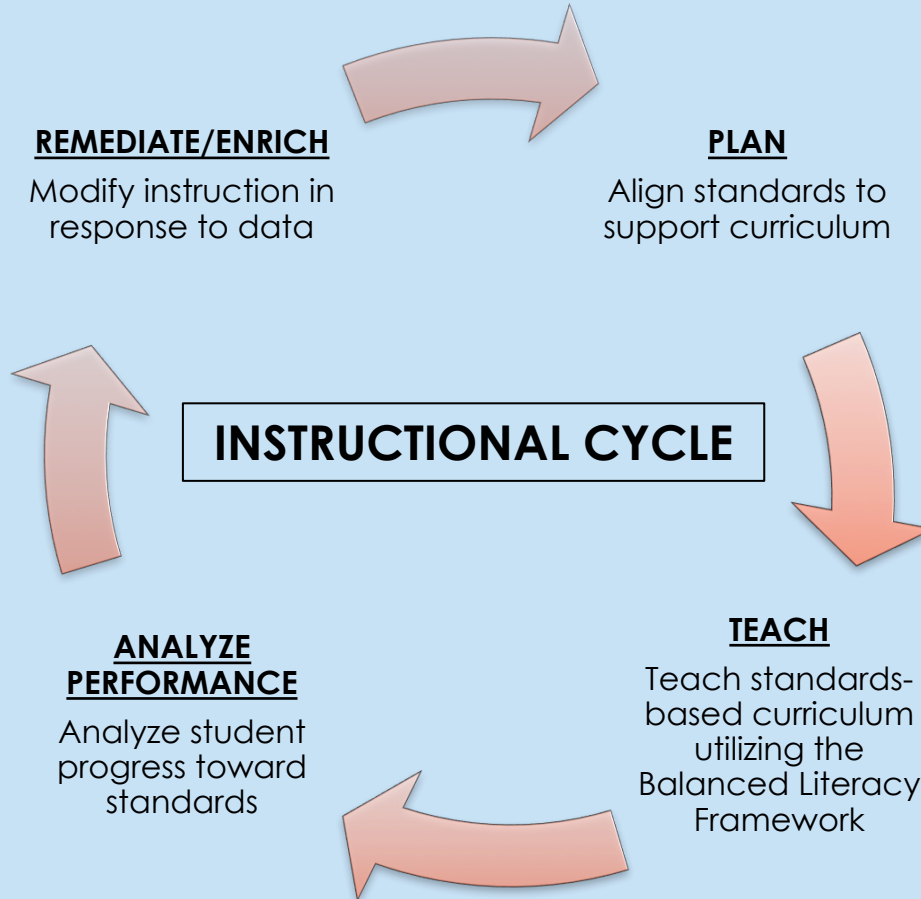 REMEDIATE/ENRICH
Modify instruction in
response to data
PLAN
Align standards to
support curriculum
INSTRUCTIONAL CYCLE
ANALYZE
PERFORMANCE
Analyze student
progress toward
standards
TEACH
Teach standards-
based curriculum
utilizing the
Balanced Literacy
Framework